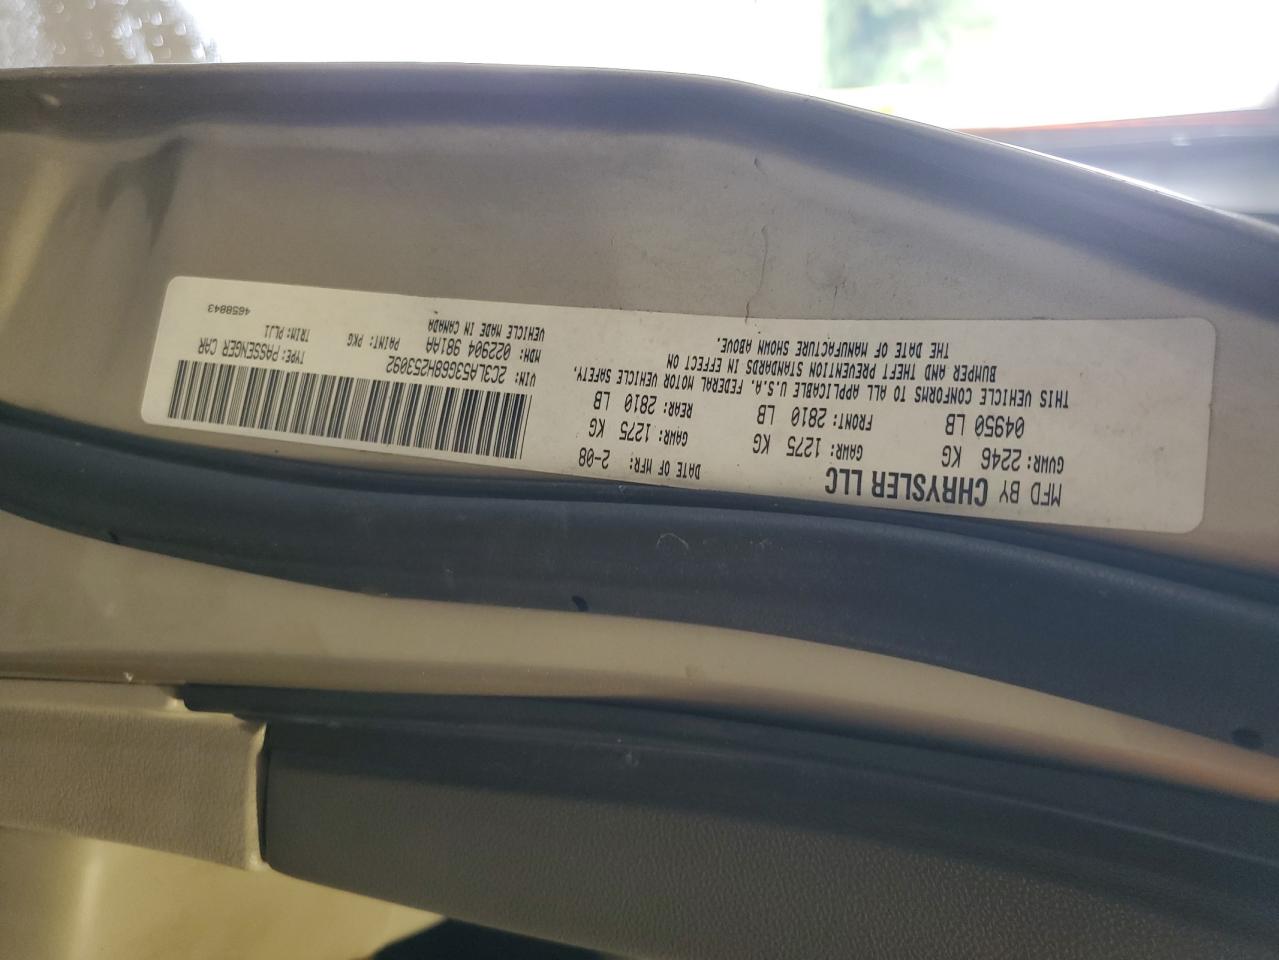 MFD BY CHRYSLER LLC
DATE OF MFR: 2-08
GVWR: 2246 KG
GAWR: 1275 KG
GAWR: 1275 KG
04950 LB
FRONT: 2810 LB
REAR: 2810 LB
THIS VEHICLE CONFORMS TO ALL APPLICABLE U.S.A. FEDERAL MOTOR VEHICLE SAFETY,
BUMPER AND THEFT PREVENTION STANDARDS IN EFFECT ON
THE DATE OF MANUFACTURE SHOWN ABOVE.
VIN: 2C3LA53G68H253092
TYPE: PASSENGER CAR
MDH: 022904 981AA
PAINT: PKG
TRIM: PLJ1
VEHICLE MADE IN CANADA
4658043